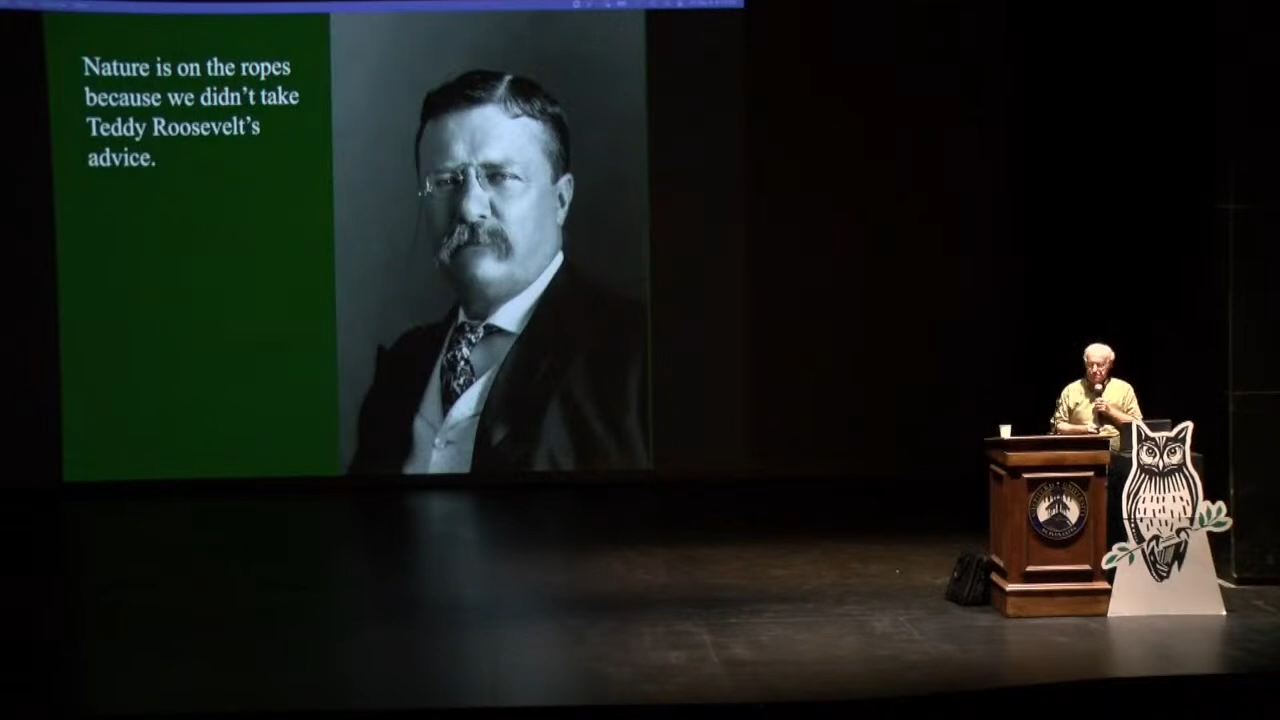 Nature is on the ropes
because we didn't take
Teddy Roosevelt's
advice.